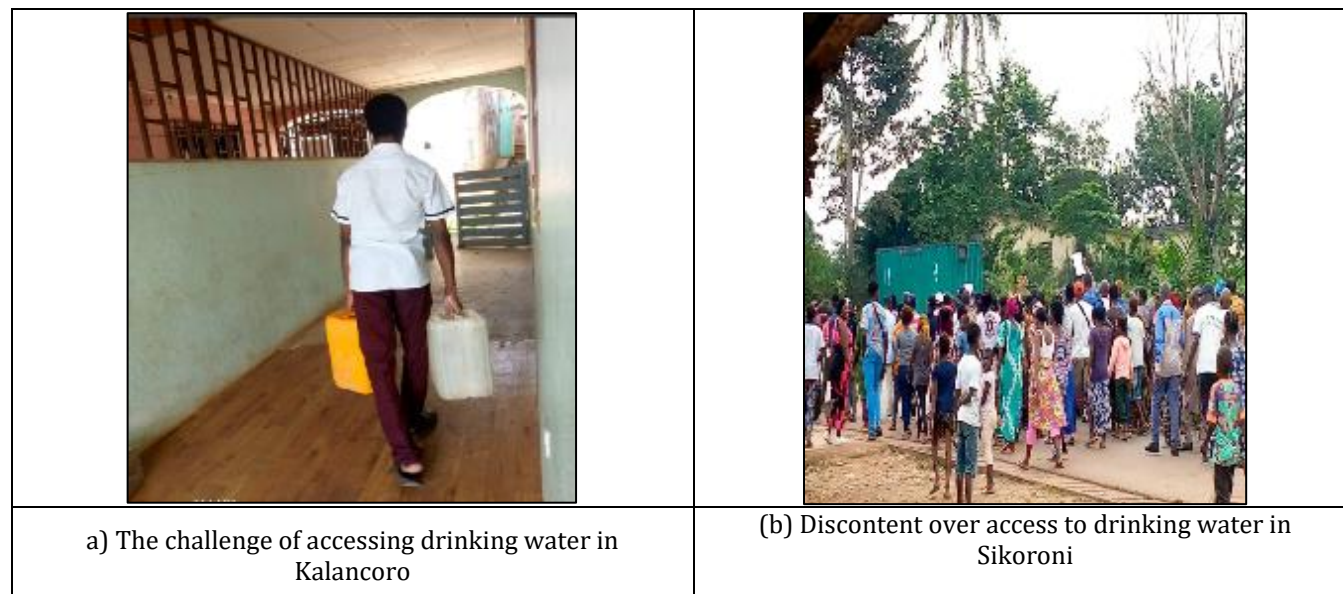 a) The challenge of accessing drinking water in
Kalancoro
(b) Discontent over access to drinking water in
Sikoroni